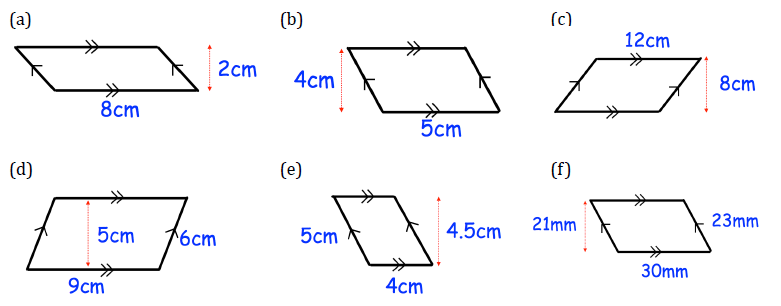 (a)
2cm
8cm
(b)
4cm
5cm
(c)
12cm
8cm
(d)
5cm
6cm
9cm
(e)
5cm
4.5cm
4cm
(f)
21mm
23mm
30mm